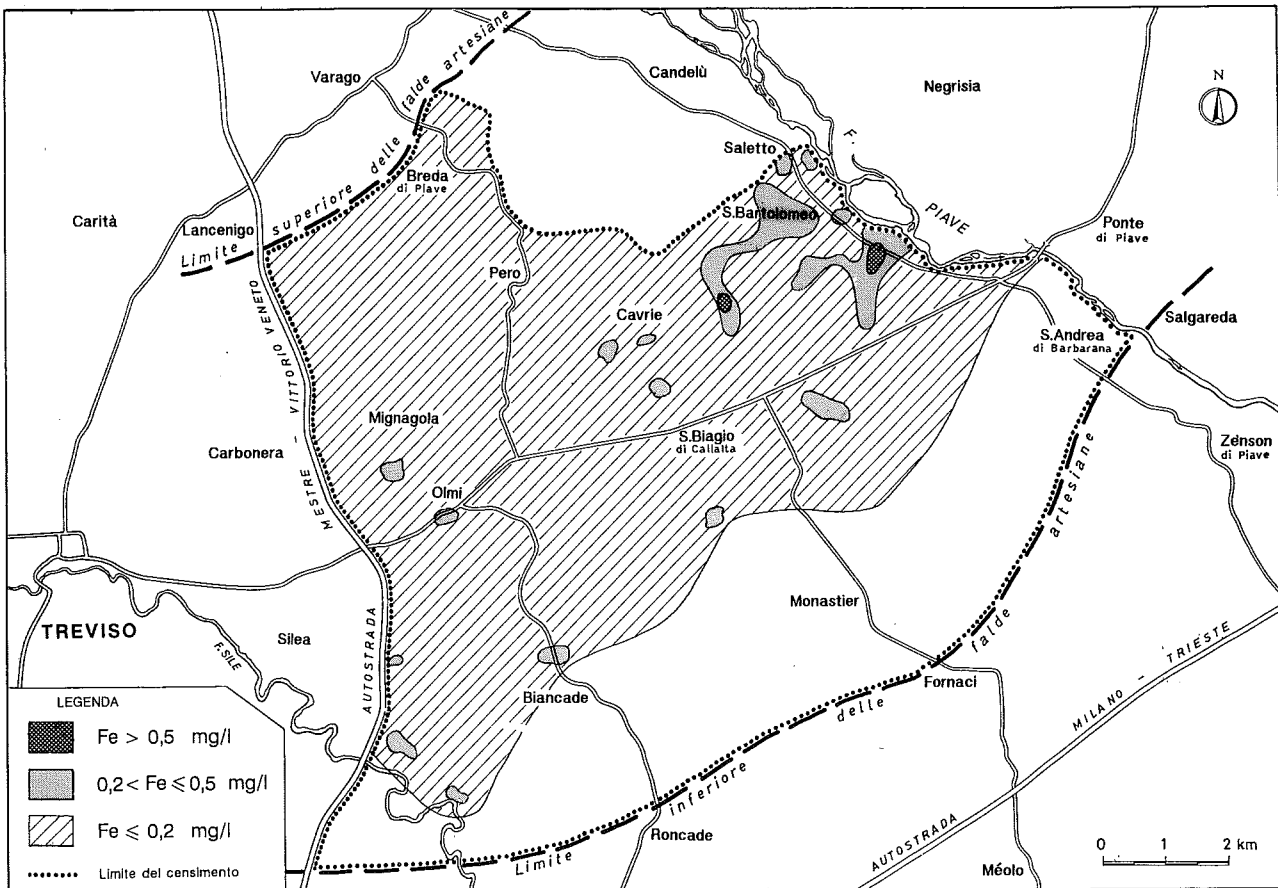 Varago
Candelù
Negrisia
N
Limite superiore delle falde artesiane
Saletto
F. PIAVE
Breda
di Piave
Carità
Lancenigo
S.Bartolomeo
Ponte
di Piave
Pero
Salgareda
Cavrie
S.Andrea
di Barbarana
MESTRE - VITTORIO VENETO
Mignagola
Carbonera
S.Biagio
di Callalta
Zenson
di Piave
Olmi
Limite inferiore delle falde artesiane
Monastier
TREVISO
Silea
F. SILE
AUTOSTRADA
Biancade
Fornaci
MILANO - TRIESTE
AUTOSTRADA
Roncade
Méolo
0 1 2 km
LEGENDA
Fe > 0,5 mg/l
0,2 < Fe ⩽ 0,5 mg/l
Fe ⩽ 0,2 mg/l
Limite del censimento